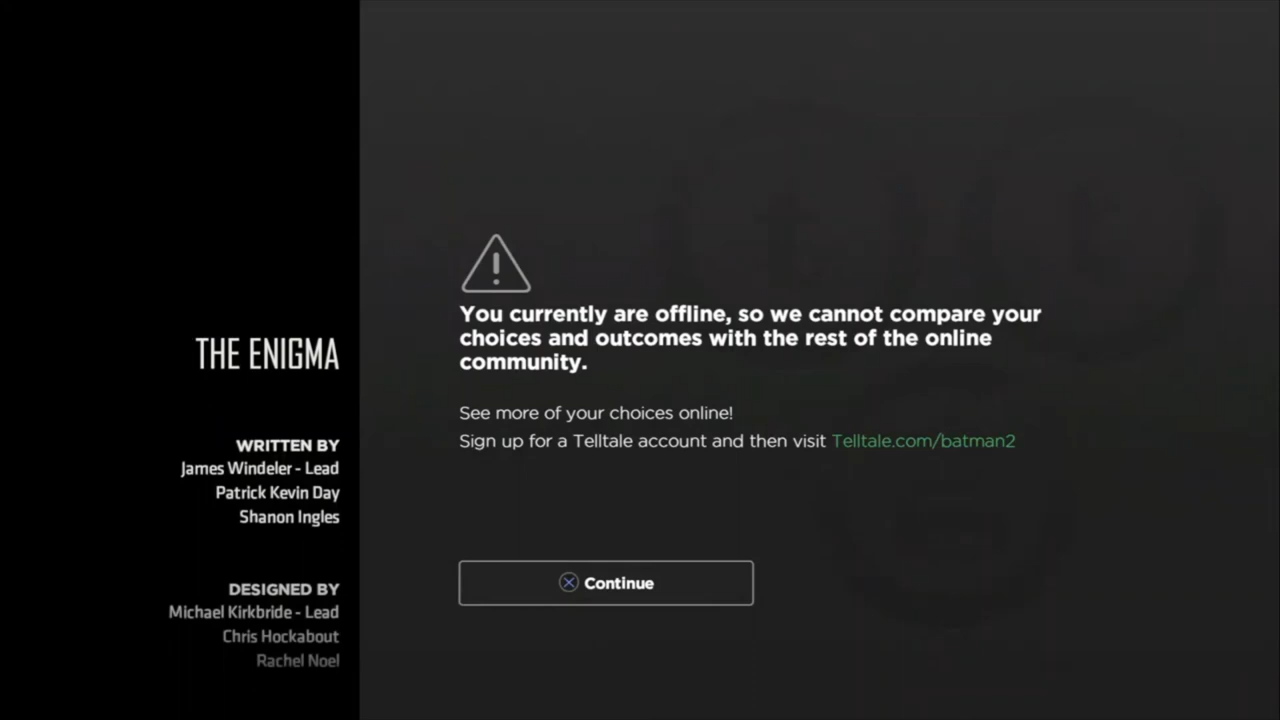 THE ENIGMA
WRITTEN BY
James Windeler - Lead
Patrick Kevin Day
Shanon Ingles
DESIGNED BY
Michael Kirkbride - Lead
Chris Hockabout
Rachel Noel
You currently are offline, so we cannot compare your
choices and outcomes with the rest of the online
community.
See more of your choices online!
Sign up for a Telltale account and then visit Telltale.com/batman2
Continue